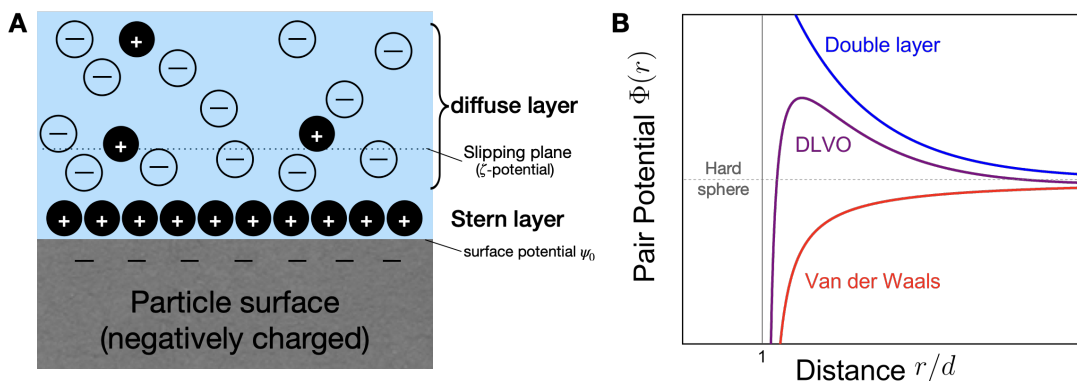 A
diffuse layer
Slipping plane
(ζ-potential)
+ + + + + + + + +
Stern layer
surface potential ψ₀
Particle surface
(negatively charged)
B
Pair Potential Φ(r)
Double layer
DLVO
Hard
sphere
Van der Waals
1
Distance r/d